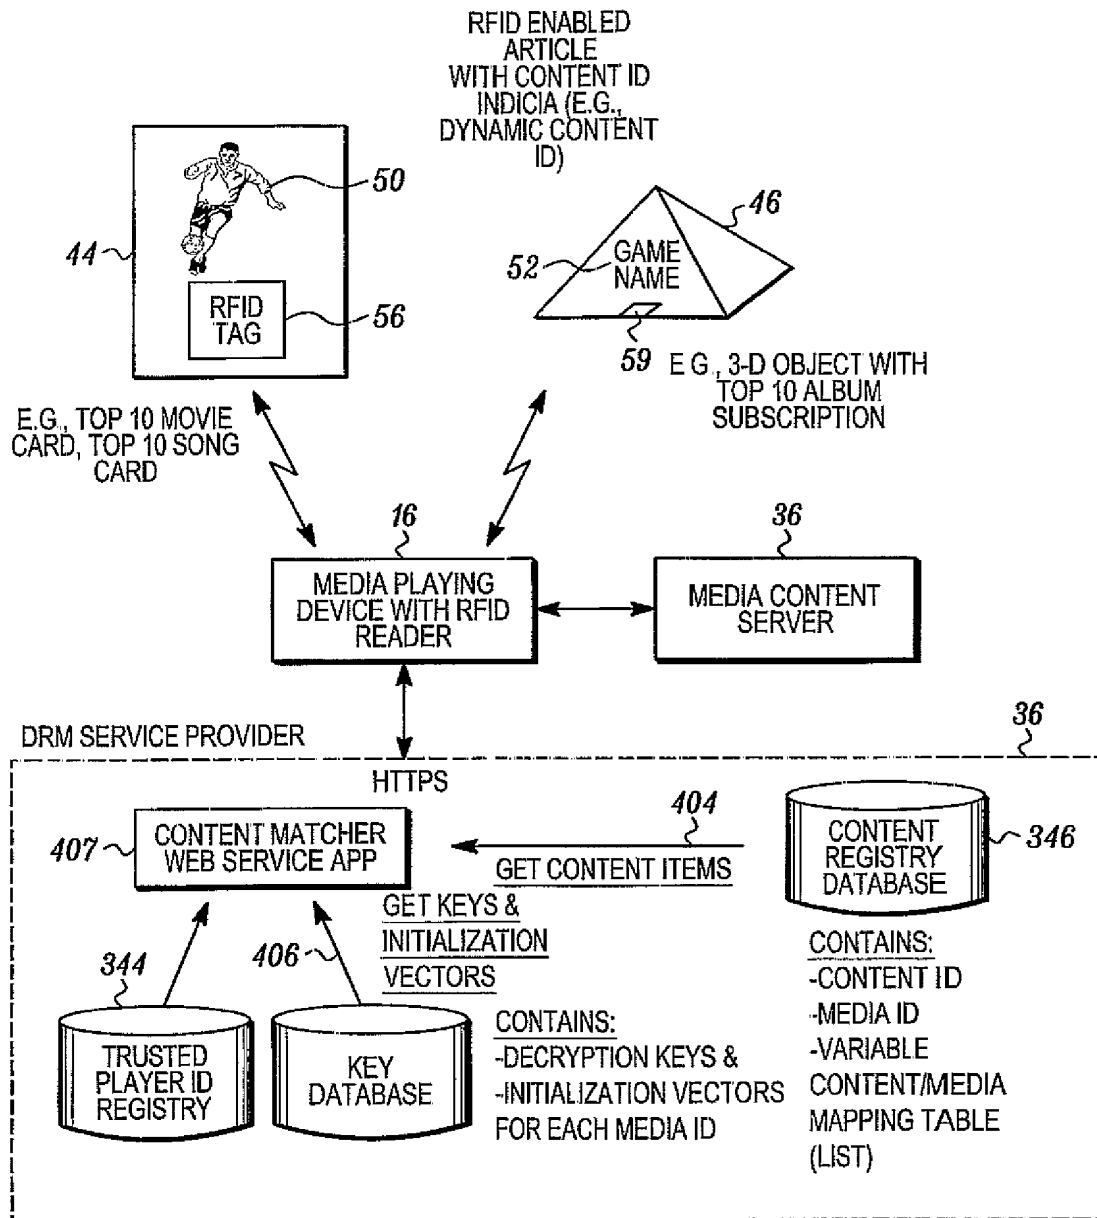 RFID ENABLED
ARTICLE
WITH CONTENT ID
INDICIA (E.G.,
DYNAMIC CONTENT
ID)
50
44
RFID
TAG
56
46
52
GAME
NAME
59
E G., 3-D OBJECT WITH
TOP 10 ALBUM
SUBSCRIPTION
E.G., TOP 10 MOVIE
CARD, TOP 10 SONG
CARD
16
MEDIA PLAYING
DEVICE WITH RFID
READER
36
MEDIA CONTENT
SERVER
DRM SERVICE PROVIDER
36
HTTPS
407
CONTENT MATCHER
WEB SERVICE APP
404
GET CONTENT ITEMS
CONTENT
REGISTRY
DATABASE
346
GET KEYS &
INITIALIZATION
VECTORS
406
344
TRUSTED
PLAYER ID
REGISTRY
KEY
DATABASE
CONTAINS:
-DECRYPTION KEYS &
-INITIALIZATION VECTORS
FOR EACH MEDIA ID
CONTAINS:
-CONTENT ID
-MEDIA ID
-VARIABLE
CONTENT/MEDIA
MAPPING TABLE
(LIST)